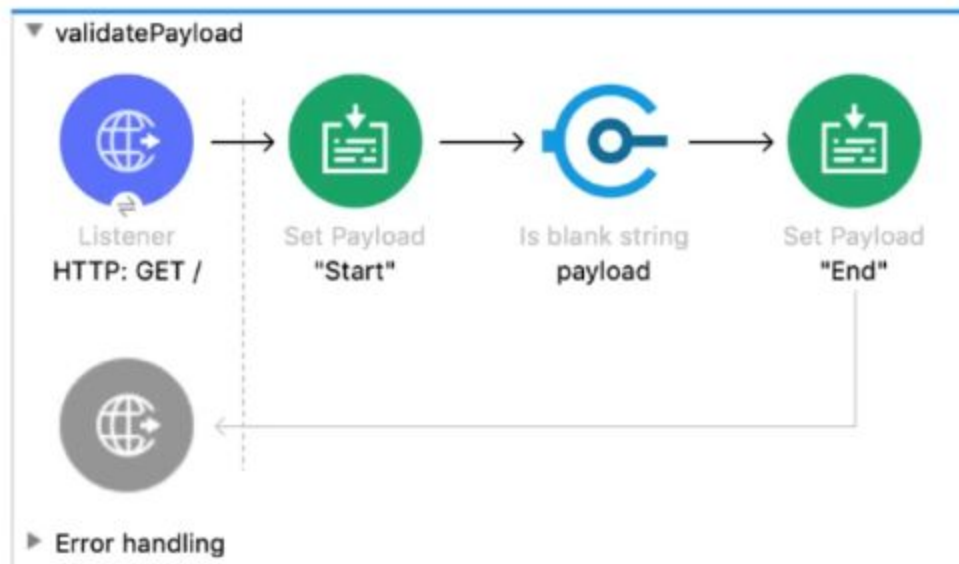 validatePayload
Listener
HTTP: GET /
Set Payload
"Start"
Is blank string
payload
Set Payload
"End"
Error handling